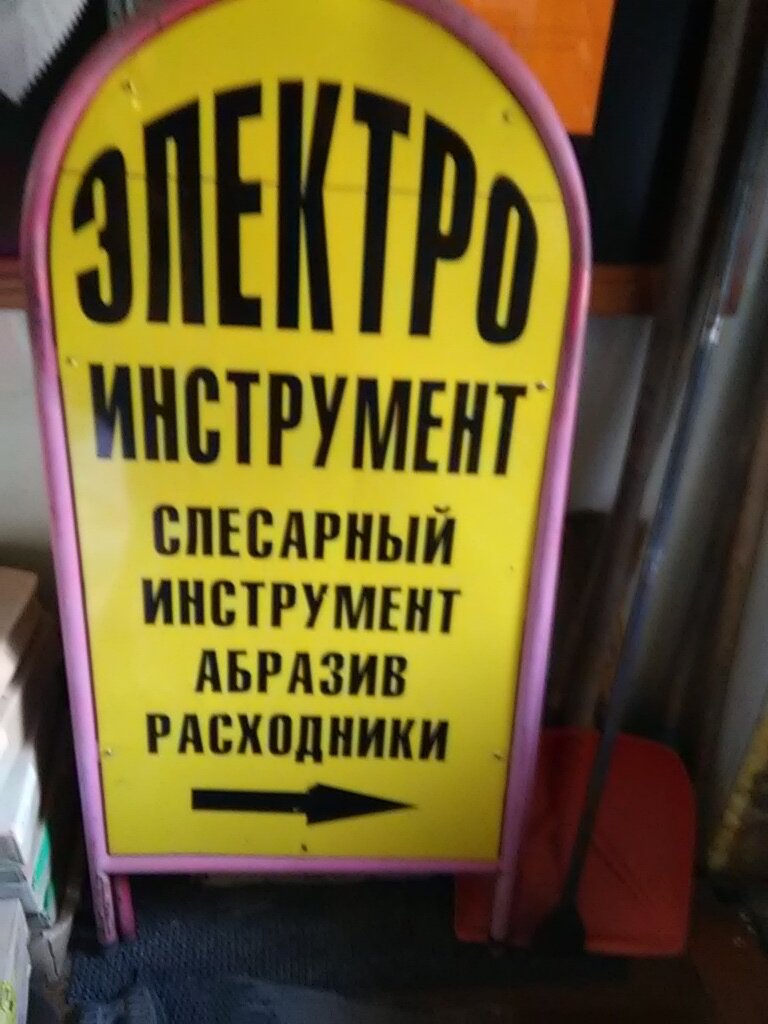 ЭЛЕКТРО
ИНСТРУМЕНТ
СЛЕСАРНЫЙ
ИНСТРУМЕНТ
АБРАЗИВ
РАСХОДНИКИ